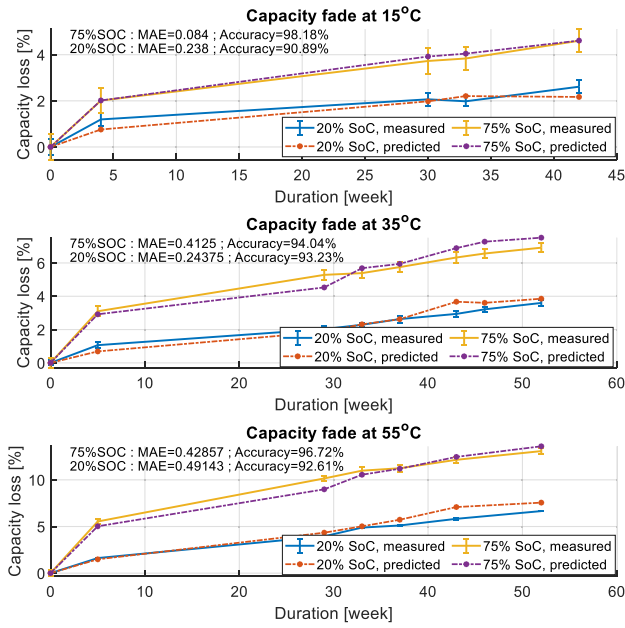 Capacity fade at 15°C
75%SOC : MAE=0.084 ; Accuracy=98.18%
20%SOC : MAE=0.238 ; Accuracy=90.89%
Capacity loss [%]
4
2
0
20% SoC, measured 75% SoC, measured
20% SoC, predicted 75% SoC, predicted
0 5 10 15 20 25 30 35 40 45
Duration [week]
Capacity fade at 35°C
75%SOC : MAE=0.4125 ; Accuracy=94.04%
20%SOC : MAE=0.24375 ; Accuracy=93.23%
Capacity loss [%]
6
4
2
0
20% SoC, measured 75% SoC, measured
20% SoC, predicted 75% SoC, predicted
0 10 20 30 40 50 60
Duration [week]
Capacity fade at 55°C
75%SOC : MAE=0.42857 ; Accuracy=96.72%
20%SOC : MAE=0.49143 ; Accuracy=92.61%
Capacity loss [%]
10
5
0
20% SoC, measured 75% SoC, measured
20% SoC, predicted 75% SoC, predicted
0 10 20 30 40 50 60
Duration [week]